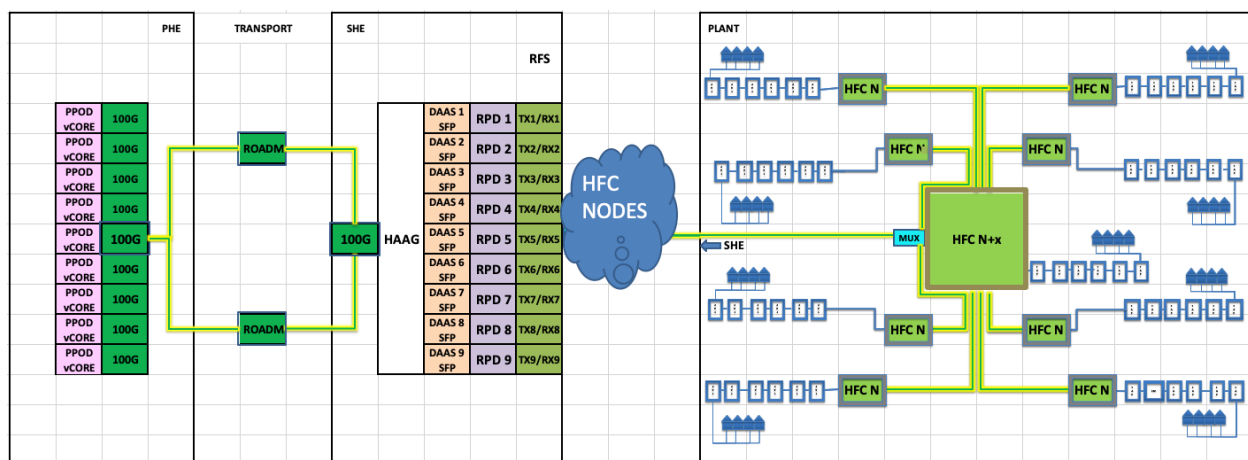 PHE
TRANSPORT
SHE
PLANT
RFS
PPOD
vCORE
100G
DAAS 1
SFP
RPD 1
TX1/RX1
PPOD
vCORE
100G
ROADM
DAAS 2
SFP
RPD 2
TX2/RX2
PPOD
vCORE
100G
DAAS 3
SFP
RPD 3
TX3/RX3
PPOD
vCORE
100G
DAAS 4
SFP
RPD 4
TX4/RX4
PPOD
vCORE
100G
100G
HAAG
DAAS 5
SFP
RPD 5
TX5/RX5
PPOD
vCORE
100G
DAAS 6
SFP
RPD 6
TX6/RX6
PPOD
vCORE
100G
DAAS 7
SFP
RPD 7
TX7/RX7
PPOD
vCORE
100G
ROADM
DAAS 8
SFP
RPD 8
TX8/RX8
PPOD
vCORE
100G
DAAS 9
SFP
RPD 9
TX9/RX9
HFC
NODES
SHE
MUX
HFC N+x
HFC N
HFC N
HFC N
HFC N
HFC N
HFC N
HFC N
HFC N